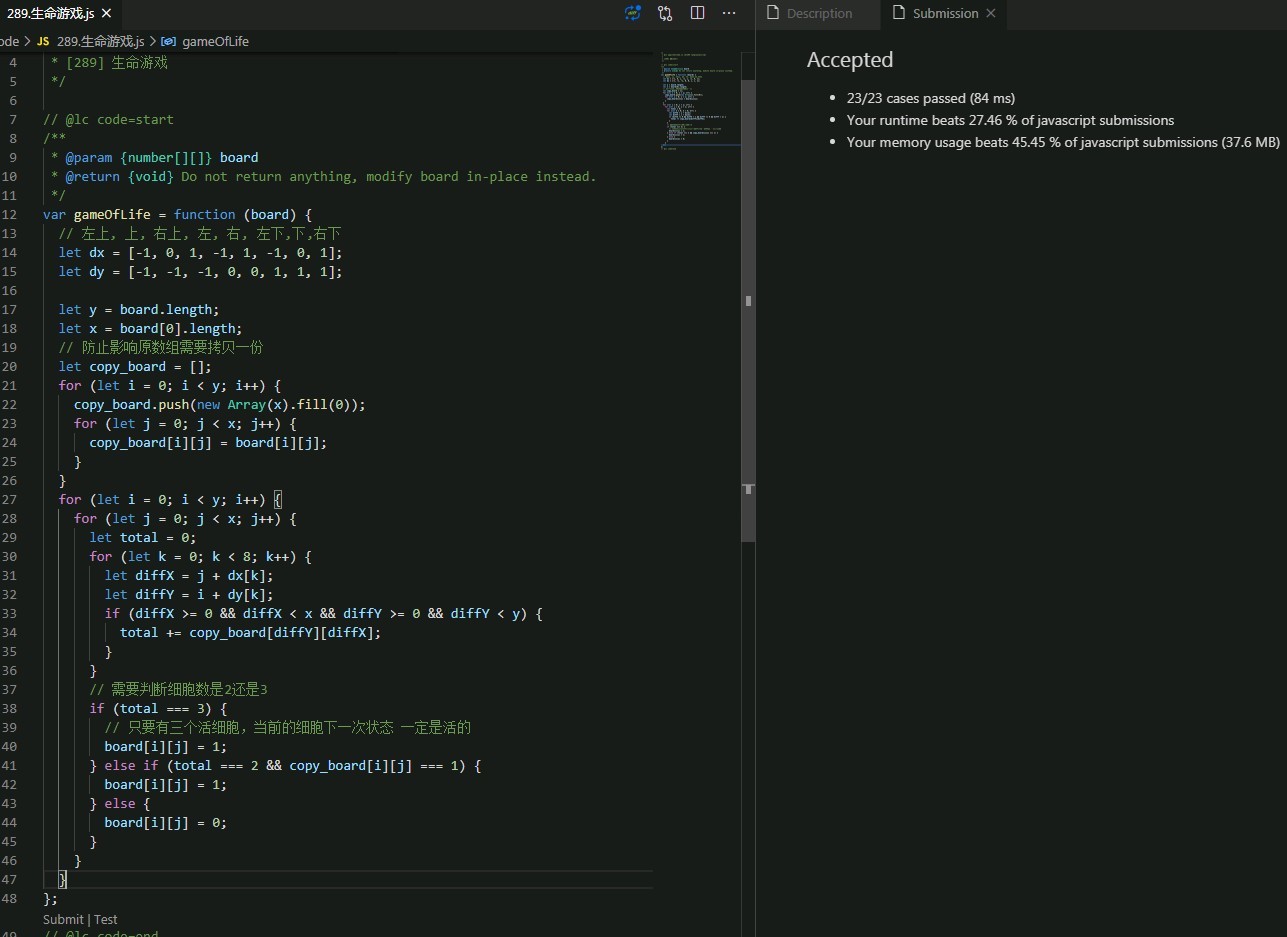 289.生命游戏.js
Description
Submission
ode > JS 289.生命游戏.js > gameOfLife
4 * [289] 生命游戏
5 */
6
7 // @lc code=start
8 /**
9 * @param {number[][]} board
10 * @return {void} Do not return anything, modify board in-place instead.
11 */
12 var gameOfLife = function (board) {
13 // 左上, 上, 右上, 左, 右, 左下,下,右下
14 let dx = [-1, 0, 1, -1, 1, -1, 0, 1];
15 let dy = [-1, -1, -1, 0, 0, 1, 1, 1];
16
17 let y = board.length;
18 let x = board[0].length;
19 // 防止影响原数组需要拷贝一份
20 let copy_board = [];
21 for (let i = 0; i < y; i++) {
22 copy_board.push(new Array(x).fill(0));
23 for (let j = 0; j < x; j++) {
24 copy_board[i][j] = board[i][j];
25 }
26 }
27 for (let i = 0; i < y; i++) {
28 for (let j = 0; j < x; j++) {
29 let total = 0;
30 for (let k = 0; k < 8; k++) {
31 let diffX = j + dx[k];
32 let diffY = i + dy[k];
33 if (diffX >= 0 && diffX < x && diffY >= 0 && diffY < y) {
34 total += copy_board[diffY][diffX];
35 }
36 }
37 // 需要判断细胞数是2还是3
38 if (total === 3) {
39 // 只要有三个活细胞，当前的细胞下一次状态 一定是活的
40 board[i][j] = 1;
41 } else if (total === 2 && copy_board[i][j] === 1) {
42 board[i][j] = 1;
43 } else {
44 board[i][j] = 0;
45 }
46 }
47 }
48 };
Submit | Test
49 // @lc code=end
Accepted
23/23 cases passed (84 ms)
Your runtime beats 27.46 % of javascript submissions
Your memory usage beats 45.45 % of javascript submissions (37.6 MB)